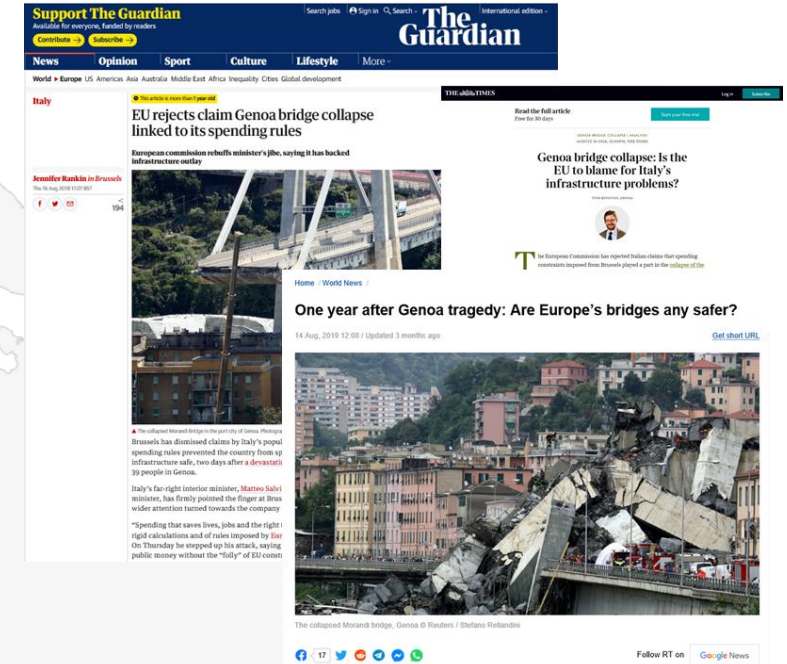 Support The Guardian
Available for everyone, funded by readers
Contribute →
Subscribe →
Search jobs
Sign in
Search
International edition
The Guardian
News
Opinion
Sport
Culture
Lifestyle
More
World
Europe
US
Americas
Asia
Australia
Middle East
Africa
Inequality
Cities
Global development
Italy
This article is more than 1 year old
EU rejects claim Genoa bridge collapse
linked to its spending rules
European commission rebuffs minister's jibe, saying it has backed
infrastructure outlay
Jennifer Rankin in Brussels
194
The collapsed Morandi Bridge in the port city of Genoa.
Brussels has dismissed claims by Italy's popul
spending rules prevented the country from sp
infrastructure safe, two days after a devastati
39 people in Genoa.
Italy's far-right interior minister, Matteo Salvi
minister, has firmly pointed the finger at Brus
wider attention turned towards the company
"Spending that saves lives, jobs and the right t
rigid calculations and of rules imposed by Eur
On Thursday he stepped up his attack, saying
public money without the "folly" of EU const
THE TIMES
Log in
Subscribe
Read the full article
Free for 30 days
Start your free trial
Genoa bridge collapse: Is the
EU to blame for Italy's
infrastructure problems?
The European Commission has rejected Italian claims that spending
constraints imposed from Brussels played a part in the collapse of the
Home / World News /
One year after Genoa tragedy: Are Europe's bridges any safer?
14 Aug, 2019 12:08 / Updated 3 months ago
Get short URL
The collapsed Morandi bridge, Genoa © Reuters / Stefano Rellandini
17
Follow RT on
Google News